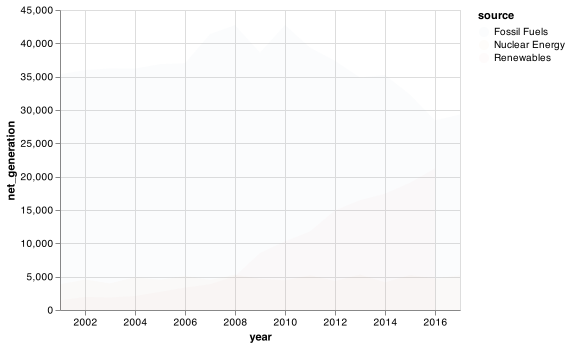 45,000
40,000
35,000
30,000
25,000
20,000
15,000
10,000
5,000
0
net_generation
2002 2004 2006 2008 2010 2012 2014 2016
year
source
Fossil Fuels
Nuclear Energy
Renewables